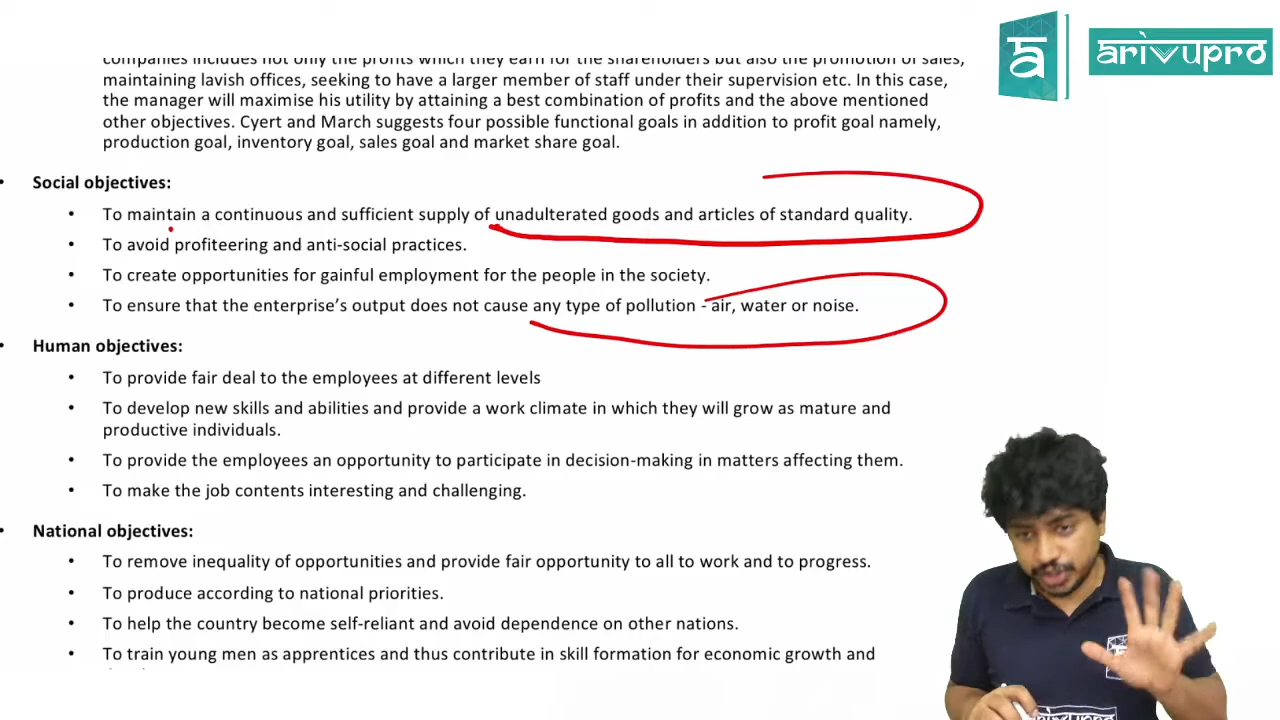 arivupro
companies includes not only the profits which they earn for the shareholders but also the promotion of sales,
maintaining lavish offices, seeking to have a larger member of staff under their supervision etc. In this case,
the manager will maximise his utility by attaining a best combination of profits and the above mentioned
other objectives. Cyert and March suggests four possible functional goals in addition to profit goal namely,
production goal, inventory goal, sales goal and market share goal.
• Social objectives:
• To maintain a continuous and sufficient supply of unadulterated goods and articles of standard quality.
• To avoid profiteering and anti-social practices.
• To create opportunities for gainful employment for the people in the society.
• To ensure that the enterprise's output does not cause any type of pollution - air, water or noise.
• Human objectives:
• To provide fair deal to the employees at different levels
• To develop new skills and abilities and provide a work climate in which they will grow as mature and
productive individuals.
• To provide the employees an opportunity to participate in decision-making in matters affecting them.
• To make the job contents interesting and challenging.
• National objectives:
• To remove inequality of opportunities and provide fair opportunity to all to work and to progress.
• To produce according to national priorities.
• To help the country become self-reliant and avoid dependence on other nations.
• To train young men as apprentices and thus contribute in skill formation for economic growth and
arivupro